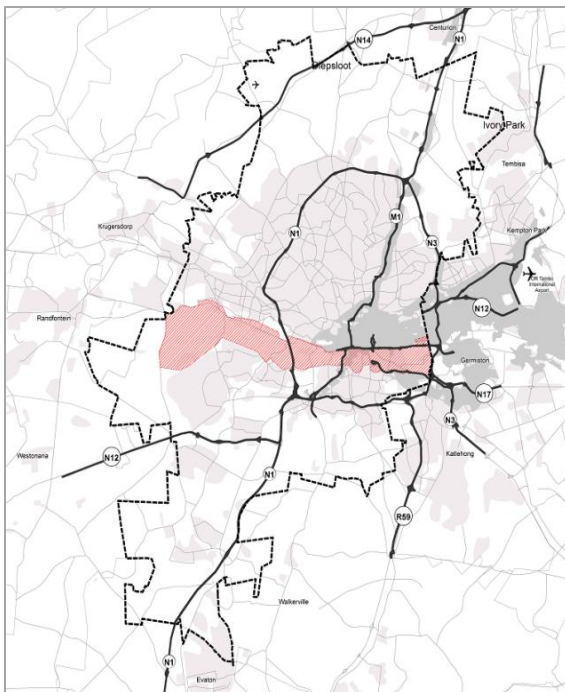 Centurion
N14
N1
Diepsloot
Ivory Park
Tembisa
M1
Krugersdorp
N1
N3
Kempton Park
OR Tambo
International
Airport
N12
Randfontein
Germiston
N17
N3
Westonaria
N12
N1
Katlehong
R59
Walkerville
N1
Evaton